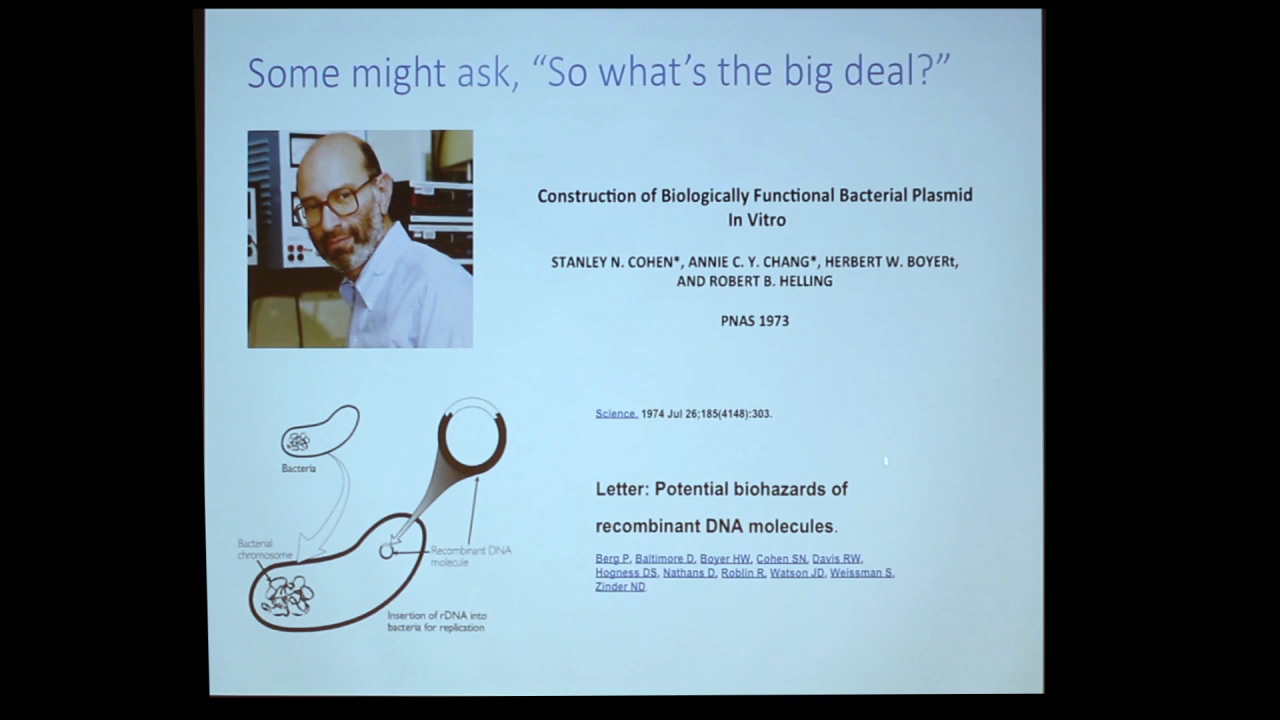 Some might ask, “So what’s the big deal?”
Construction of Biologically Functional Bacterial Plasmid
In Vitro
STANLEY N. COHEN*, ANNIE C. Y. CHANG*, HERBERT W. BOYERt,
AND ROBERT B. HELLING
PNAS 1973
Science. 1974 Jul 26;185(4148):303.
Letter: Potential biohazards of
recombinant DNA molecules.
Berg P, Baltimore D, Boyer HW, Cohen SN, Davis RW,
Hogness DS, Nathans D, Roblin R, Watson JD, Weissman S,
Zinder ND
Bacteria
Bacterial
chromosome
Recombinant DNA
molecule
Insertion of rDNA into
bacteria for replication